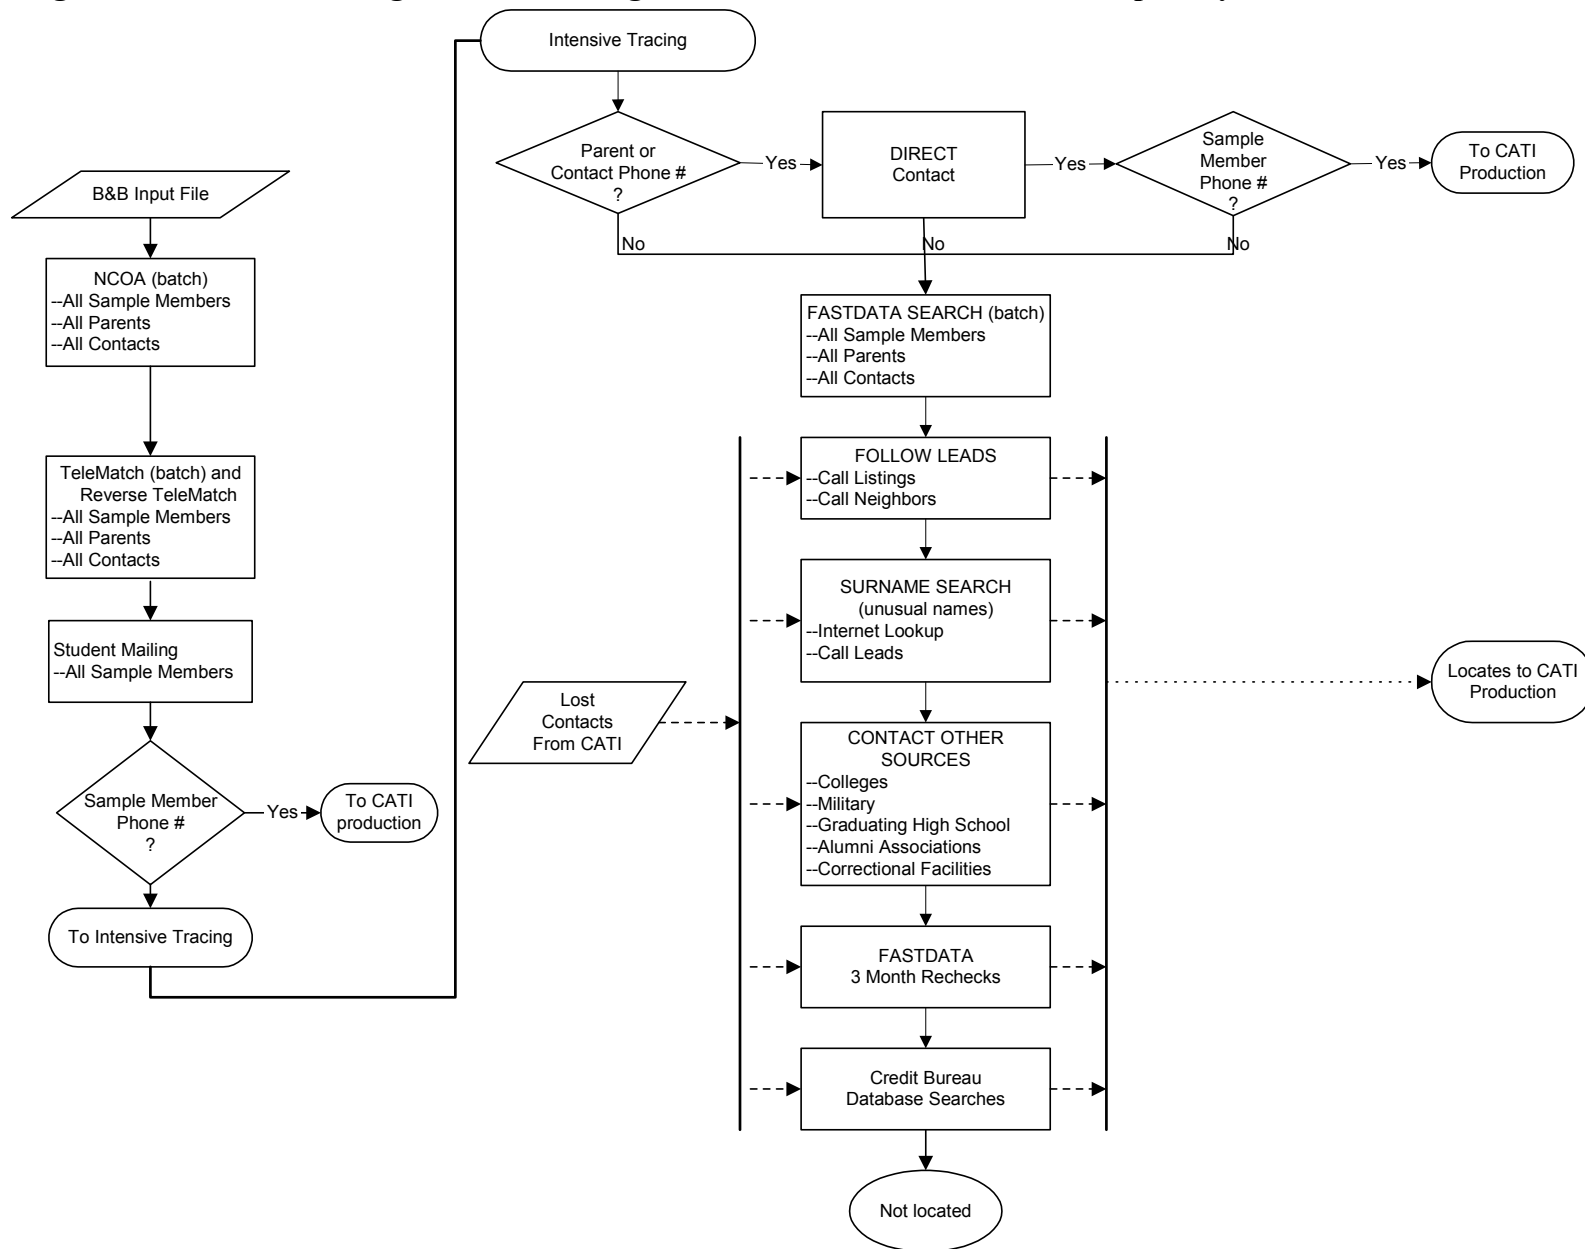 Intensive Tracing
Parent or
Contact Phone #
?
Yes
DIRECT
Contact
Yes
Sample
Member
Phone #
?
Yes
To CATI
Production
No
No
No
B&B Input File
NCOA (batch)
--All Sample Members
--All Parents
--All Contacts
TeleMatch (batch) and
Reverse TeleMatch
--All Sample Members
--All Parents
--All Contacts
Student Mailing
--All Sample Members
Sample Member
Phone #
?
Yes
To CATI
production
To Intensive Tracing
FASTDATA SEARCH (batch)
--All Sample Members
--All Parents
--All Contacts
FOLLOW LEADS
--Call Listings
--Call Neighbors
SURNAME SEARCH
(unusual names)
--Internet Lookup
--Call Leads
Lost
Contacts
From CATI
CONTACT OTHER
SOURCES
--Colleges
--Military
--Graduating High School
--Alumni Associations
--Correctional Facilities
Locates to CATI
Production
FASTDATA
3 Month Rechecks
Credit Bureau
Database Searches
Not located